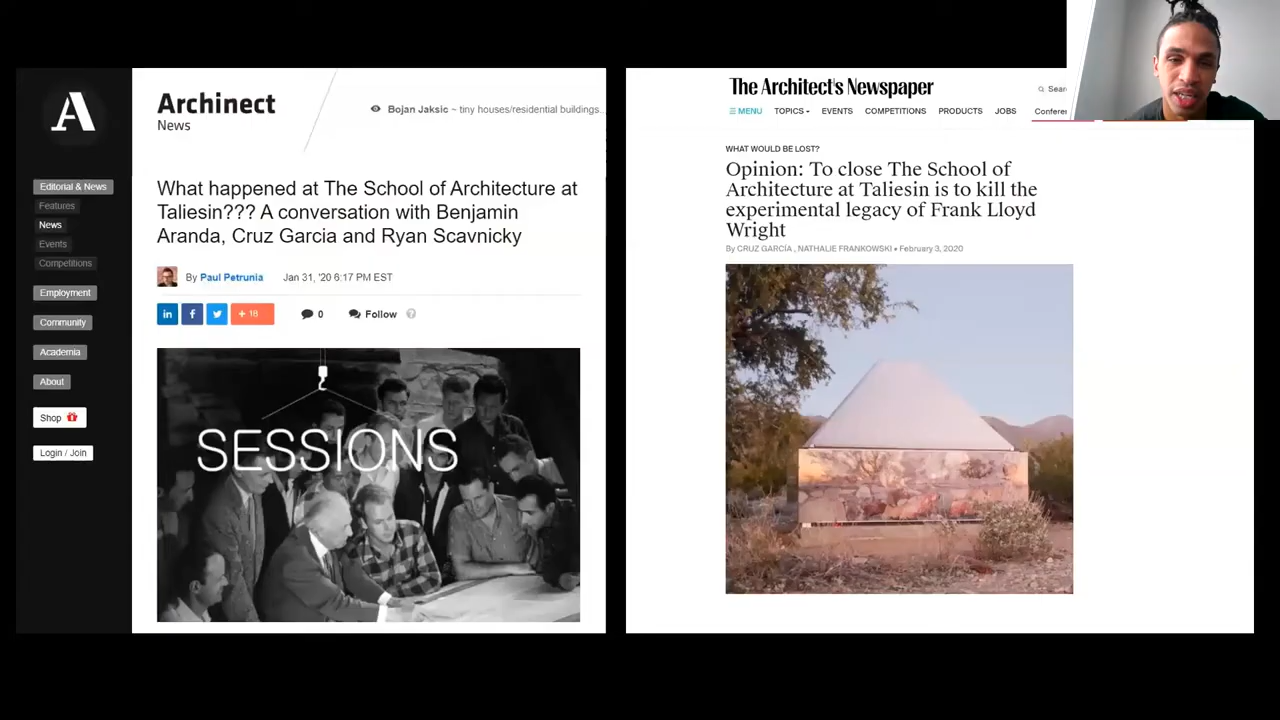 Archinect
News
Bojan Jaksic ~ tiny houses/residential buildings...
Editorial & News
Features
News
Events
Competitions
Employment
Community
Academia
About
Shop
Login / Join
What happened at The School of Architecture at
Taliesin??? A conversation with Benjamin
Aranda, Cruz Garcia and Ryan Scavnicky
By Paul Petrunia Jan 31, '20 6:17 PM EST
in f + 18 0 Follow ?
SESSIONS
The Architect's Newspaper
Sear
MENU TOPICS EVENTS COMPETITIONS PRODUCTS JOBS Conferen
WHAT WOULD BE LOST?
Opinion: To close The School of
Architecture at Taliesin is to kill the
experimental legacy of Frank Lloyd
Wright
By CRUZ GARCÍA , NATHALIE FRANKOWSKI • February 3, 2020